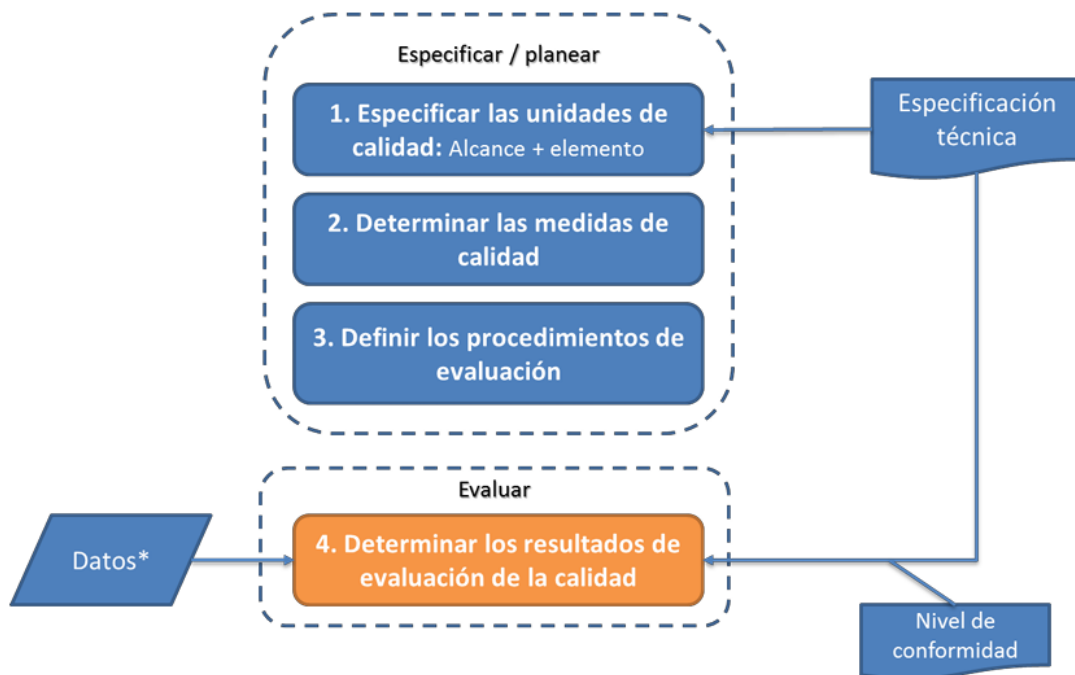 Especificar / planear
1. Especificar las unidades de
calidad: Alcance + elemento
Especificación
técnica
2. Determinar las medidas de
calidad
3. Definir los procedimientos de
evaluación
Evaluar
Datos*
4. Determinar los resultados de
evaluación de la calidad
Nivel de
conformidad